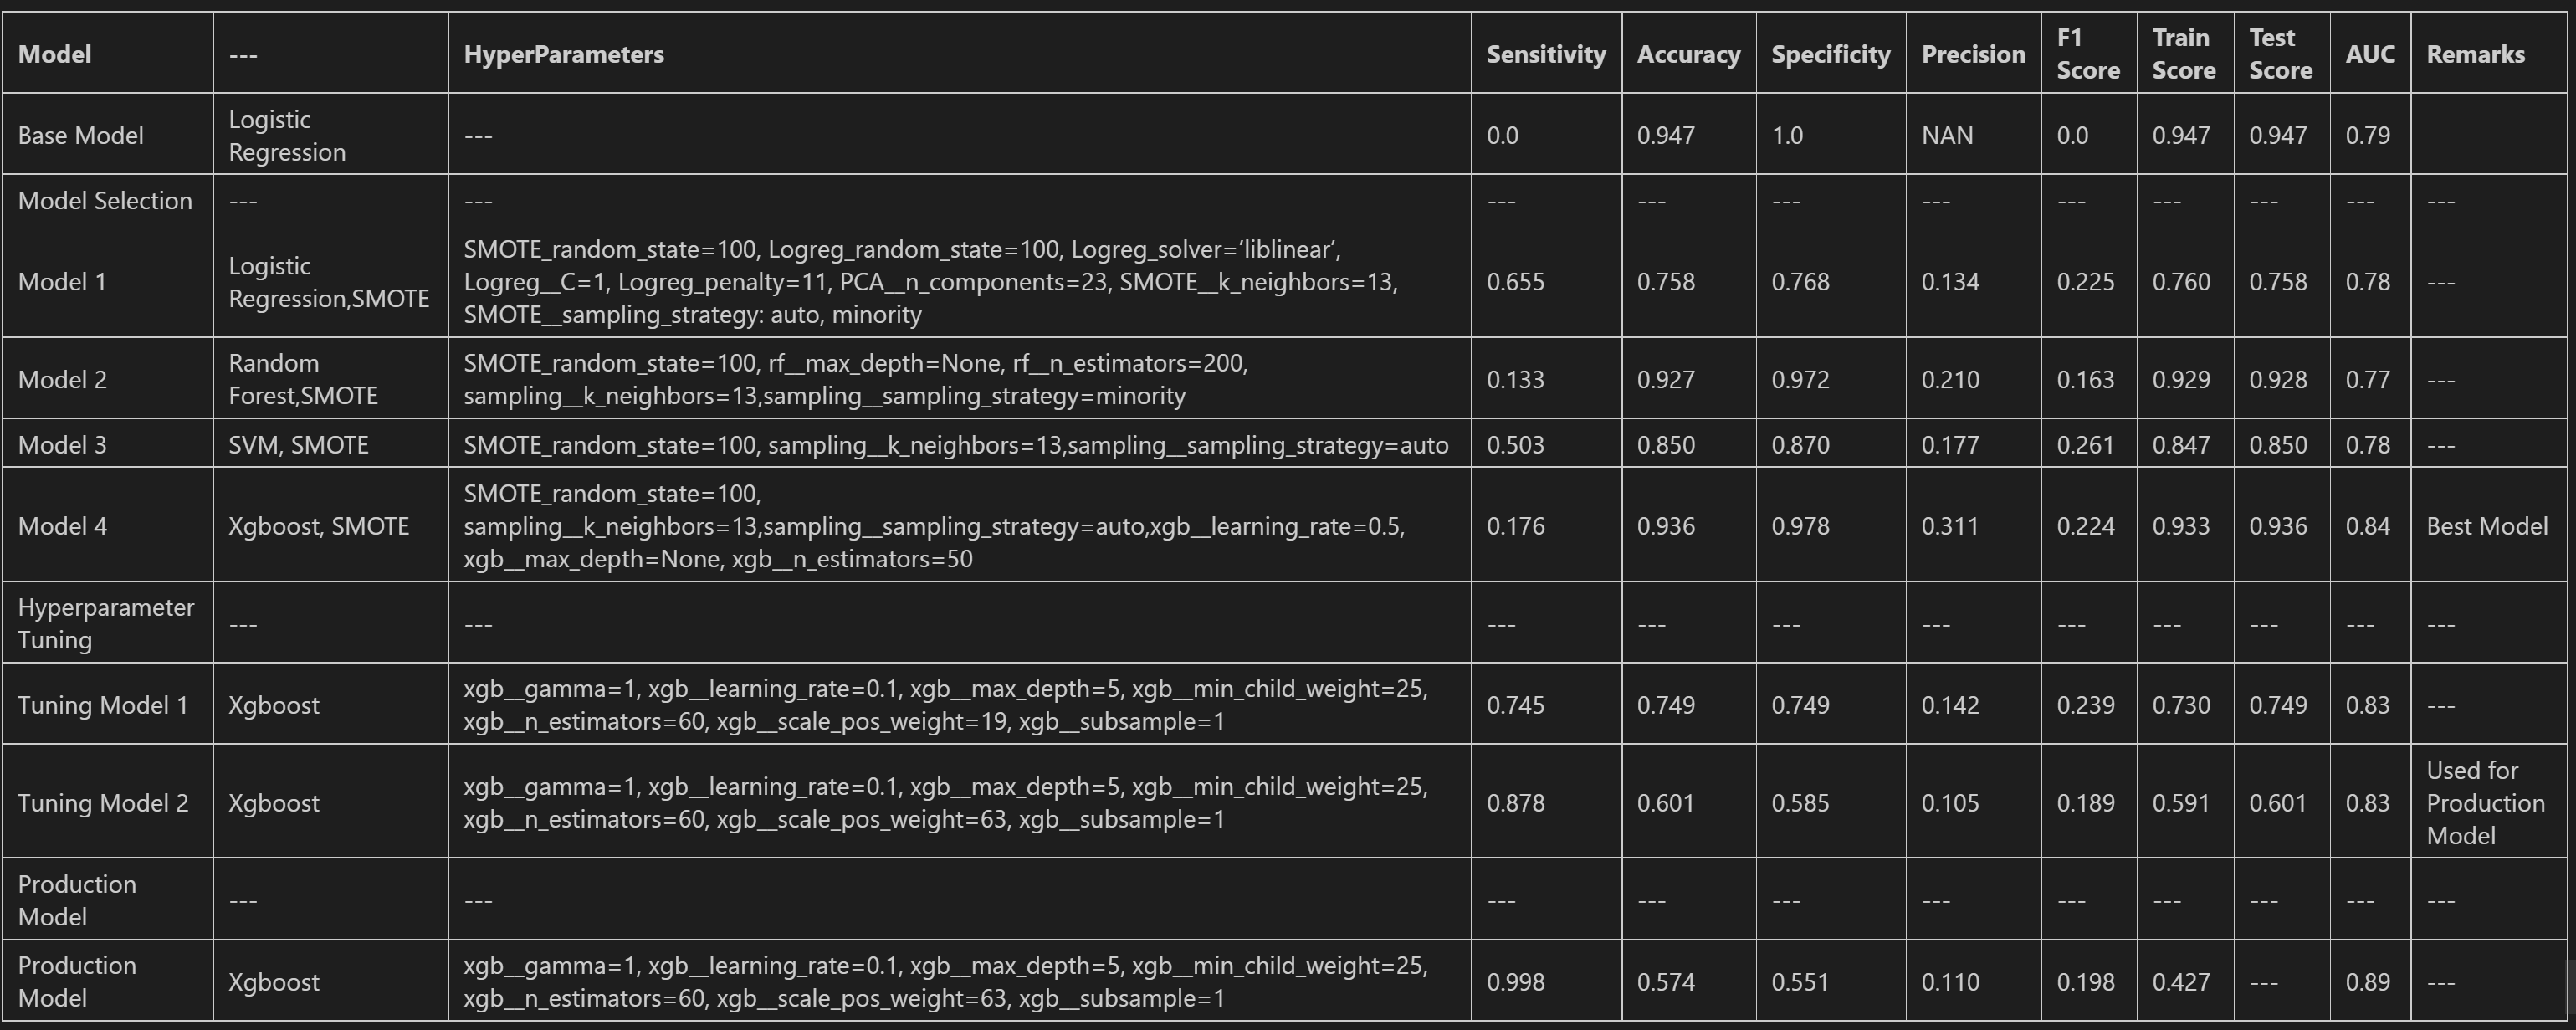 Model --- HyperParameters Sensitivity Accuracy Specificity Precision F1 Score Train Score Test Score AUC Remarks
Base Model Logistic Regression --- 0.0 0.947 1.0 NAN 0.0 0.947 0.947 0.79
Model Selection --- --- --- --- --- --- --- --- --- --- ---
Model 1 Logistic Regression,SMOTE SMOTE_random_state=100, Logreg_random_state=100, Logreg_solver=’liblinear’, Logreg__C=1, Logreg_penalty=11, PCA__n_components=23, SMOTE__k_neighbors=13, SMOTE__sampling_strategy: auto, minority 0.655 0.758 0.768 0.134 0.225 0.760 0.758 0.78 ---
Model 2 Random Forest,SMOTE SMOTE_random_state=100, rf__max_depth=None, rf__n_estimators=200, sampling__k_neighbors=13,sampling__sampling_strategy=minority 0.133 0.927 0.972 0.210 0.163 0.929 0.928 0.77 ---
Model 3 SVM, SMOTE SMOTE_random_state=100, sampling__k_neighbors=13,sampling__sampling_strategy=auto 0.503 0.850 0.870 0.177 0.261 0.847 0.850 0.78 ---
Model 4 Xgboost, SMOTE SMOTE_random_state=100, sampling__k_neighbors=13,sampling__sampling_strategy=auto,xgb__learning_rate=0.5, xgb__max_depth=None, xgb__n_estimators=50 0.176 0.936 0.978 0.311 0.224 0.933 0.936 0.84 Best Model
Hyperparameter Tuning --- --- --- --- --- --- --- --- --- --- ---
Tuning Model 1 Xgboost xgb__gamma=1, xgb__learning_rate=0.1, xgb__max_depth=5, xgb__min_child_weight=25, xgb__n_estimators=60, xgb__scale_pos_weight=19, xgb__subsample=1 0.745 0.749 0.749 0.142 0.239 0.730 0.749 0.83 ---
Tuning Model 2 Xgboost xgb__gamma=1, xgb__learning_rate=0.1, xgb__max_depth=5, xgb__min_child_weight=25, xgb__n_estimators=60, xgb__scale_pos_weight=63, xgb__subsample=1 0.878 0.601 0.585 0.105 0.189 0.591 0.601 0.83 Used for Production Model
Production Model --- --- --- --- --- --- --- --- --- --- ---
Production Model Xgboost xgb__gamma=1, xgb__learning_rate=0.1, xgb__max_depth=5, xgb__min_child_weight=25, xgb__n_estimators=60, xgb__scale_pos_weight=63, xgb__subsample=1 0.998 0.574 0.551 0.110 0.198 0.427 --- 0.89 ---